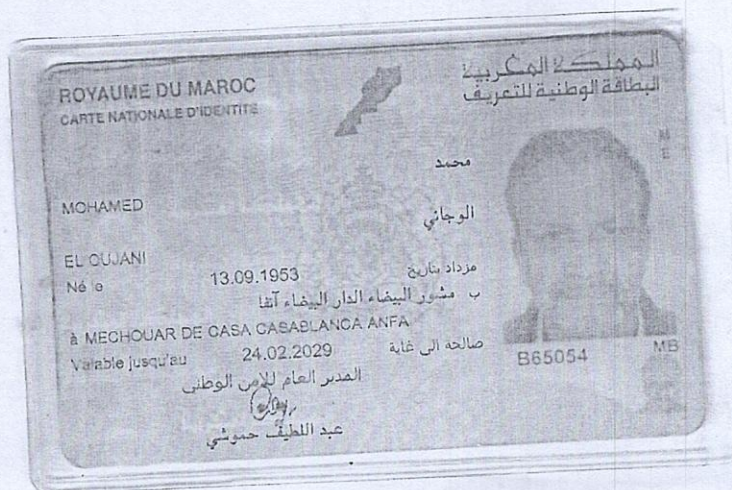 ROYAUME DU MAROC
المملكة المغربية
CARTE NATIONALE D'IDENTITE
البطاقة الوطنية للتعريف
محمد
MOHAMED
الوجاني
EL OUJANI
Né le 13.09.1953 مزداد بتاريخ
ب مشور البيضاء الدار البيضاء آنفا
à MECHOUAR DE CASA CASABLANCA ANFA
Valable jusqu'au 24.02.2029 صالحة الى غاية
B65054
MB
المدير العام للأمن الوطني
عبد اللطيف حموشي